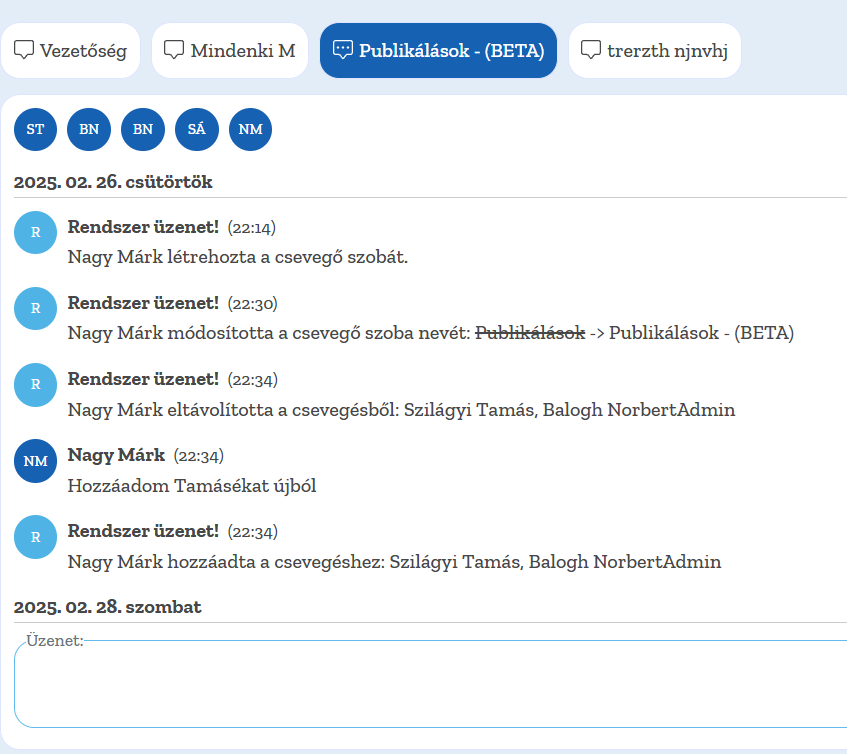 Vezetőség Mindenki M Publikálások - (BETA) trerzth njnvhj
ST BN BN SÁ NM
2025. 02. 26. csütörtök
R Rendszer üzenet! (22:14)
Nagy Márk létrehozta a csevegő szobát.
R Rendszer üzenet! (22:30)
Nagy Márk módosította a csevegő szoba nevét: Publikálások -> Publikálások - (BETA)
R Rendszer üzenet! (22:34)
Nagy Márk eltávolította a csevegésből: Szilágyi Tamás, Balogh NorbertAdmin
NM Nagy Márk (22:34)
Hozzáadom Tamásékat újból
R Rendszer üzenet! (22:34)
Nagy Márk hozzáadta a csevegéshez: Szilágyi Tamás, Balogh NorbertAdmin
2025. 02. 28. szombat
Üzenet: